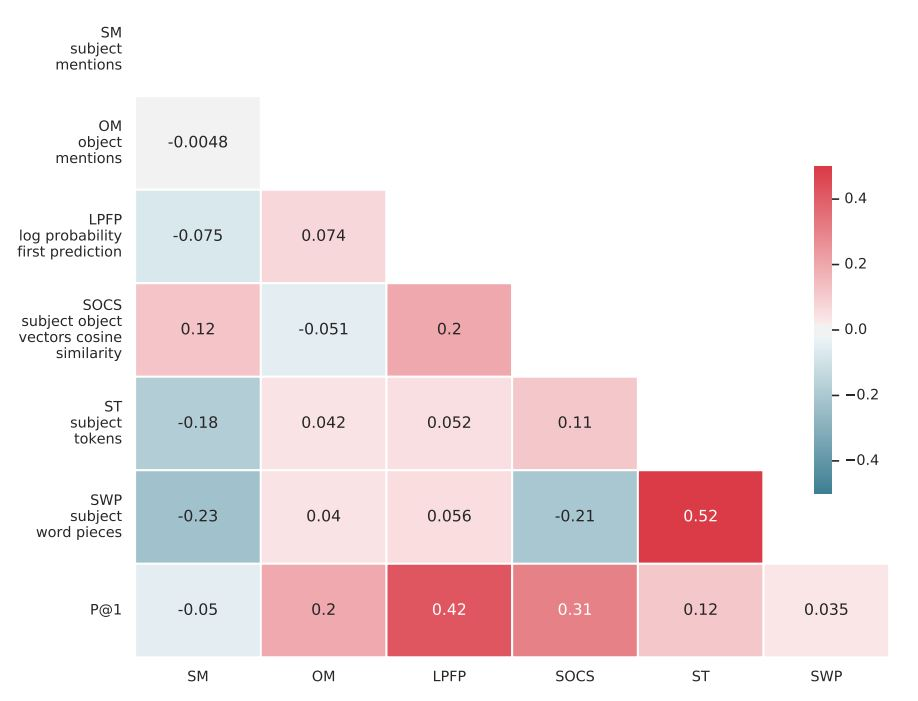 SM
subject
mentions
OM
object
mentions
-0.0048
LPFP
log probability
first prediction
-0.075 0.074
SOCS
subject object
vectors cosine
similarity
0.12 -0.051 0.2
ST
subject
tokens
-0.18 0.042 0.052 0.11
SWP
subject
word pieces
-0.23 0.04 0.056 -0.21 0.52
P@1 -0.05 0.2 0.42 0.31 0.12 0.035
SM OM LPFP SOCS ST SWP
0.4
0.2
0.0
−0.2
−0.4